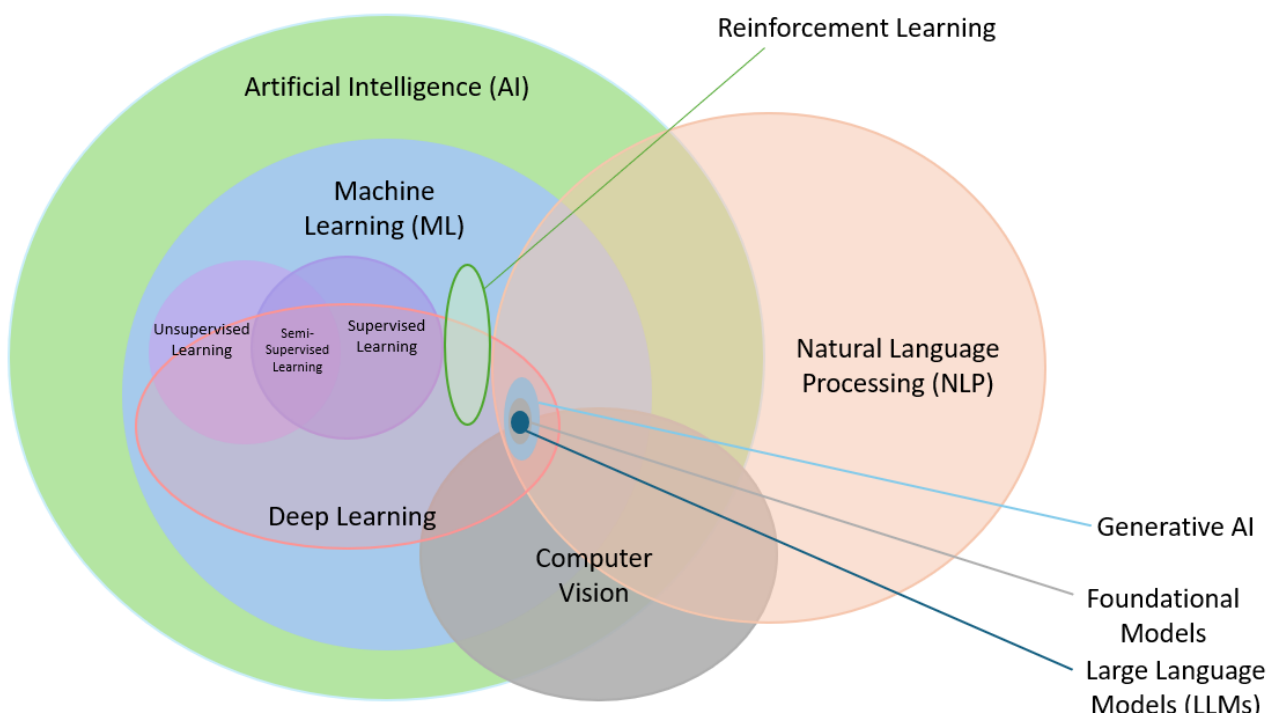 Reinforcement Learning
Artificial Intelligence (AI)
Machine
Learning (ML)
Unsupervised
Learning
Semi-
Supervised
Learning
Supervised
Learning
Natural Language
Processing (NLP)
Deep Learning
Computer
Vision
Generative AI
Foundational
Models
Large Language
Models (LLMs)